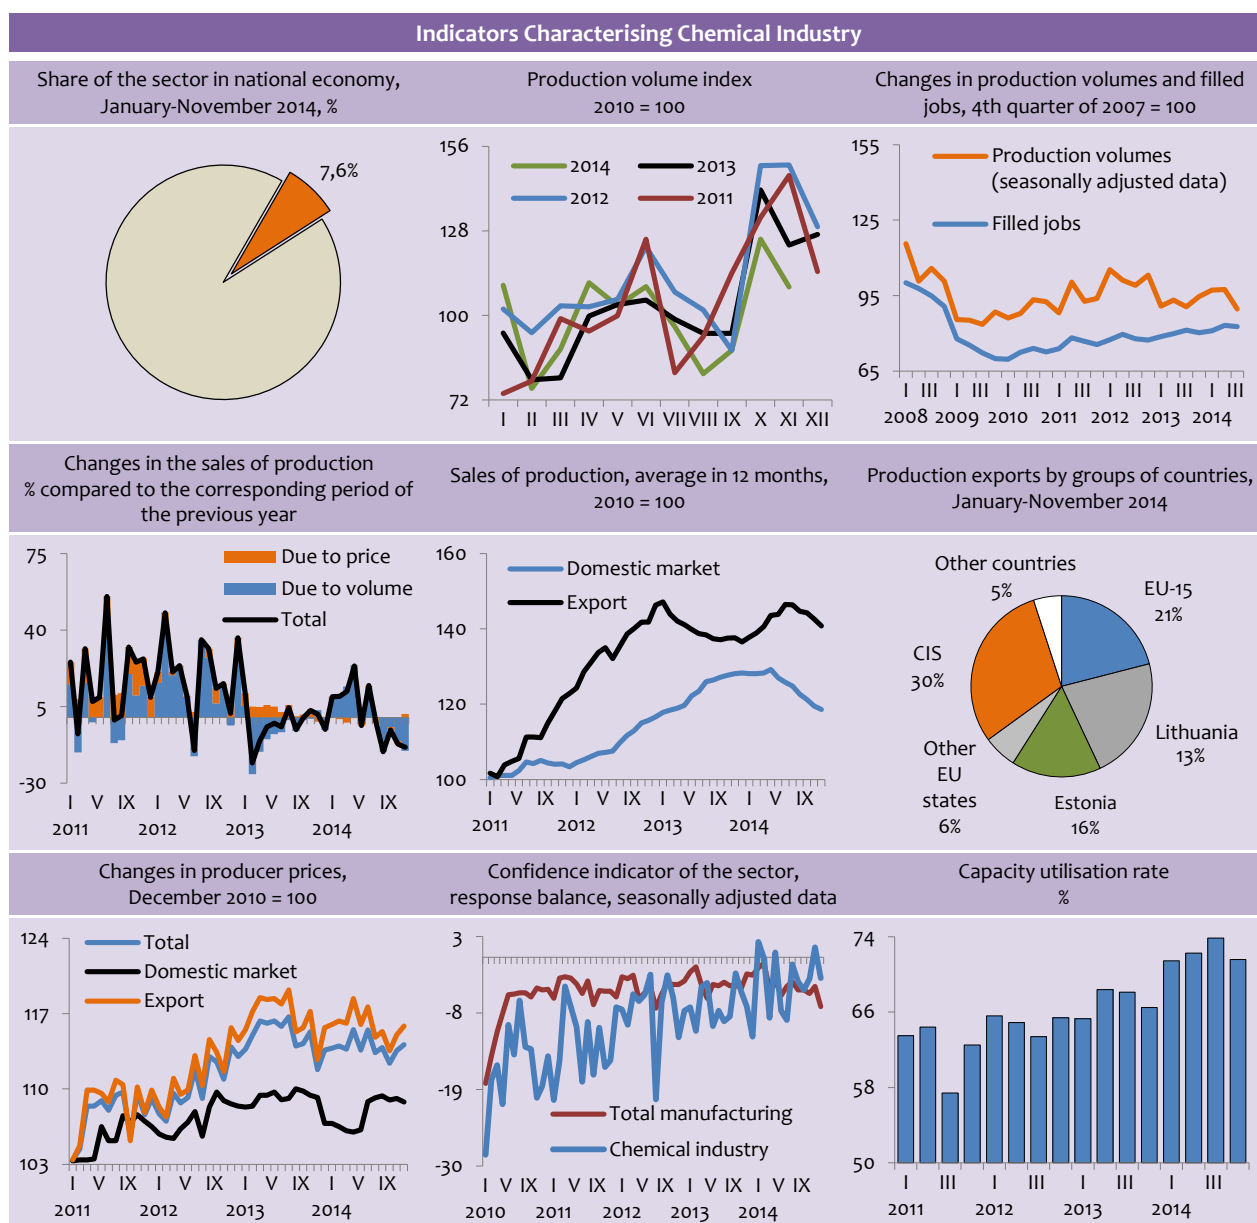 Indicators Characterising Chemical Industry
Share of the sector in national economy,
January-November 2014, %
7,6%
Production volume index
2010 = 100
156
128
100
72
2014
2013
2012
2011
I II III IV V VI VII VIII IX X XI XII
Changes in production volumes and filled
jobs, 4th quarter of 2007 = 100
155
125
95
65
Production volumes
(seasonally adjusted data)
Filled jobs
I III I III I III I III I III I III I III
2008 2009 2010 2011 2012 2013 2014
Changes in the sales of production
% compared to the corresponding period of
the previous year
75
40
5
-30
Due to price
Due to volume
Total
I V IX I V IX I V IX I V IX
2011 2012 2013 2014
Sales of production, average in 12 months,
2010 = 100
160
140
120
100
Domestic market
Export
I V IX I V IX I V IX I V IX
2011 2012 2013 2014
Production exports by groups of countries,
January-November 2014
Other countries
5%
EU-15
21%
CIS
30%
Lithuania
13%
Other
EU
states
6%
Estonia
16%
Changes in producer prices,
December 2010 = 100
124
117
110
103
Total
Domestic market
Export
I V IX I V IX I V IX I V IX
2011 2012 2013 2014
Confidence indicator of the sector,
response balance, seasonally adjusted data
3
-8
-19
-30
Total manufacturing
Chemical industry
I V IX I V IX I V IX I V IX I V IX
2010 2011 2012 2013 2014
Capacity utilisation rate
%
74
66
58
50
I III I III I III I III
2011 2012 2013 2014